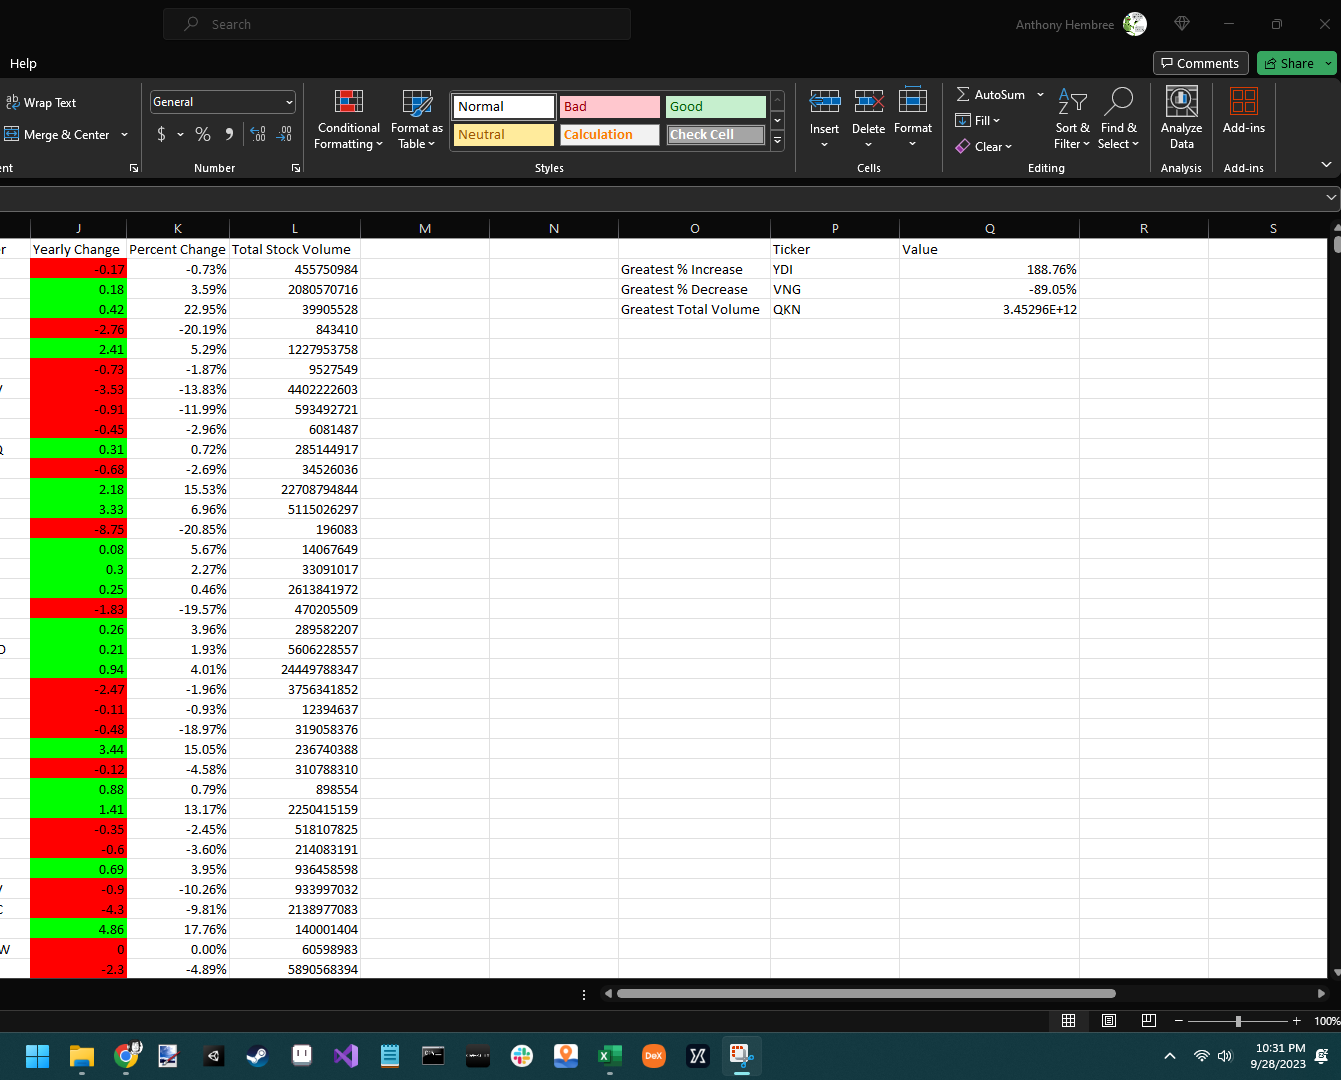 Search
Anthony Hembree
Help
Comments
Share
Wrap Text
General
Conditional Formatting
Format as Table
Normal
Bad
Good
Neutral
Calculation
Check Cell
Insert
Delete
Format
AutoSum
Fill
Clear
Sort & Filter
Find & Select
Analyze Data
Add-ins
Merge & Center
$ % 9
nt
Number
Styles
Cells
Editing
Analysis
Add-ins
J K L M N O P Q R S
r Yearly Change Percent Change Total Stock Volume Ticker Value
-0.17 -0.73% 455750984 Greatest % Increase YDI 188.76%
0.18 3.59% 2080570716 Greatest % Decrease VNG -89.05%
0.42 22.95% 39905528 Greatest Total Volume QKN 3.45296E+12
-2.76 -20.19% 843410
2.41 5.29% 1227953758
-0.73 -1.87% 9527549
-3.53 -13.83% 4402222603
-0.91 -11.99% 593492721
-0.45 -2.96% 6081487
Q 0.31 0.72% 285144917
-0.68 -2.69% 34526036
2.18 15.53% 22708794844
3.33 6.96% 5115026297
-8.75 -20.85% 196083
0.08 5.67% 14067649
0.3 2.27% 33091017
0.25 0.46% 2613841972
-1.83 -19.57% 470205509
0.26 3.96% 289582207
0.21 1.93% 5606228557
0.94 4.01% 24449788347
-2.47 -1.96% 3756341852
-0.11 -0.93% 12394637
-0.48 -18.97% 319058376
3.44 15.05% 236740388
-0.12 -4.58% 310788310
0.88 0.79% 898554
1.41 13.17% 2250415159
-0.35 -2.45% 518107825
-0.6 -3.60% 214083191
0.69 3.95% 936458598
-0.9 -10.26% 933997032
C -4.3 -9.81% 2138977083
4.86 17.76% 140001404
W 0 0.00% 60598983
-2.3 -4.89% 5890568394
100%
DeX
10:31 PM
9/28/2023